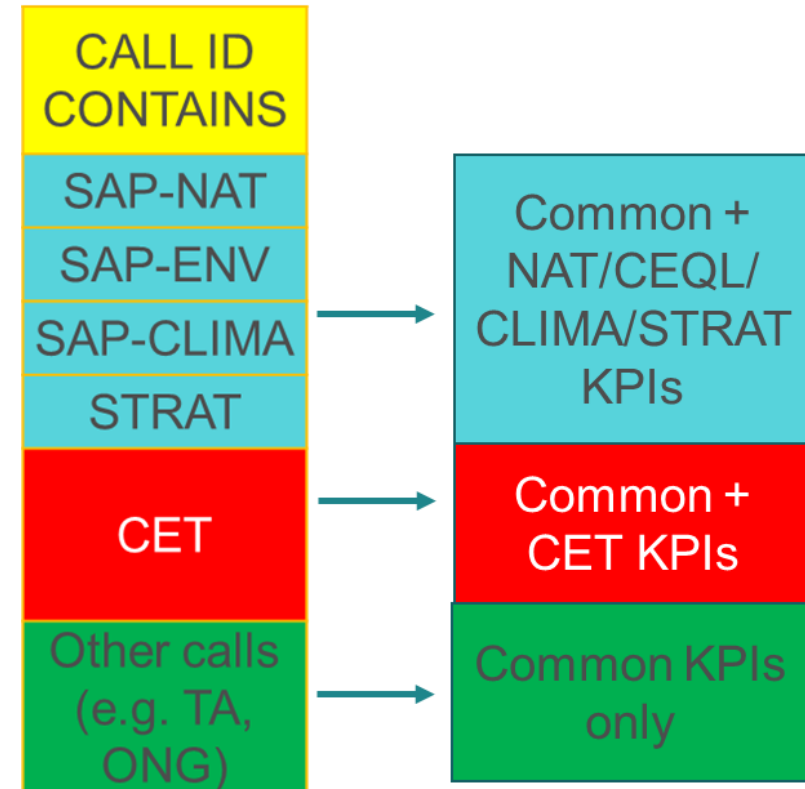 CALL ID
CONTAINS
SAP-NAT
SAP-ENV
SAP-CLIMA
STRAT
CET
Other calls
(e.g. TA,
ONG)
Common +
NAT/CEQL/
CLIMA/STRAT
KPIs
Common +
CET KPIs
Common KPIs
only